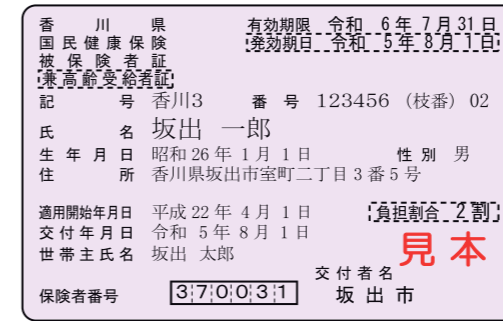 香川県 有効期限 令和 6年 7月31日
国民健康保険 発効期日 令和 5年 8月 1日
被保険者証
兼高齢受給者証
記号 香川3 番号 123456 (枝番) 02
氏名 坂出 一郎
生年月日 昭和26年 1月 1日 性別 男
住所 香川県坂出市室町二丁目3番5号
適用開始年月日 平成22年 4月 1日 負担割合 2割
交付年月日 令和 5年 8月 1日
世帯主氏名 坂出 太郎
見本
交付者名
保険者番号 370031 坂出市